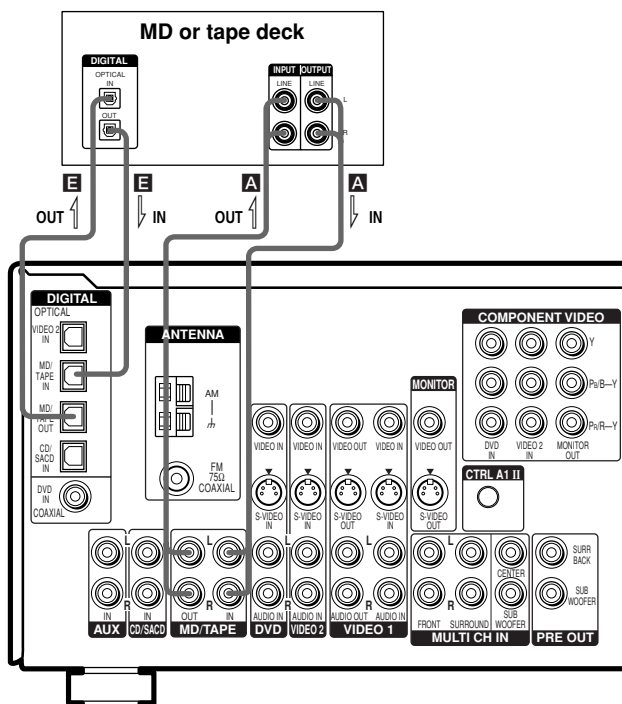 MD or tape deck
DIGITAL
OPTICAL
IN
OUT
INPUT OUTPUT
LINE LINE
L
R
E E A A
OUT IN OUT IN
DIGITAL
OPTICAL
VIDEO 2
IN
MD/
TAPE
IN
MD/
TAPE
OUT
CD/
SACD
IN
DVD
IN
COAXIAL
ANTENNA
AM
FM
75Ω
COAXIAL
COMPONENT VIDEO
Y
PB/B—Y
PR/R—Y
DVD
IN
VIDEO 2
IN
MONITOR
OUT
MONITOR
VIDEO IN VIDEO IN VIDEO OUT VIDEO IN VIDEO OUT
CTRL A1 II
S-VIDEO
IN
S-VIDEO
IN
S-VIDEO
OUT
S-VIDEO
IN
S-VIDEO
OUT
L L L L L
R R R R R
IN IN OUT IN AUDIO IN AUDIO IN AUDIO OUT AUDIO IN
AUX CD/SACD MD/TAPE DVD VIDEO 2 VIDEO 1
CENTER
FRONT SURROUND SUB
WOOFER
MULTI CH IN
SURR
BACK
SUB
WOOFER
PRE OUT